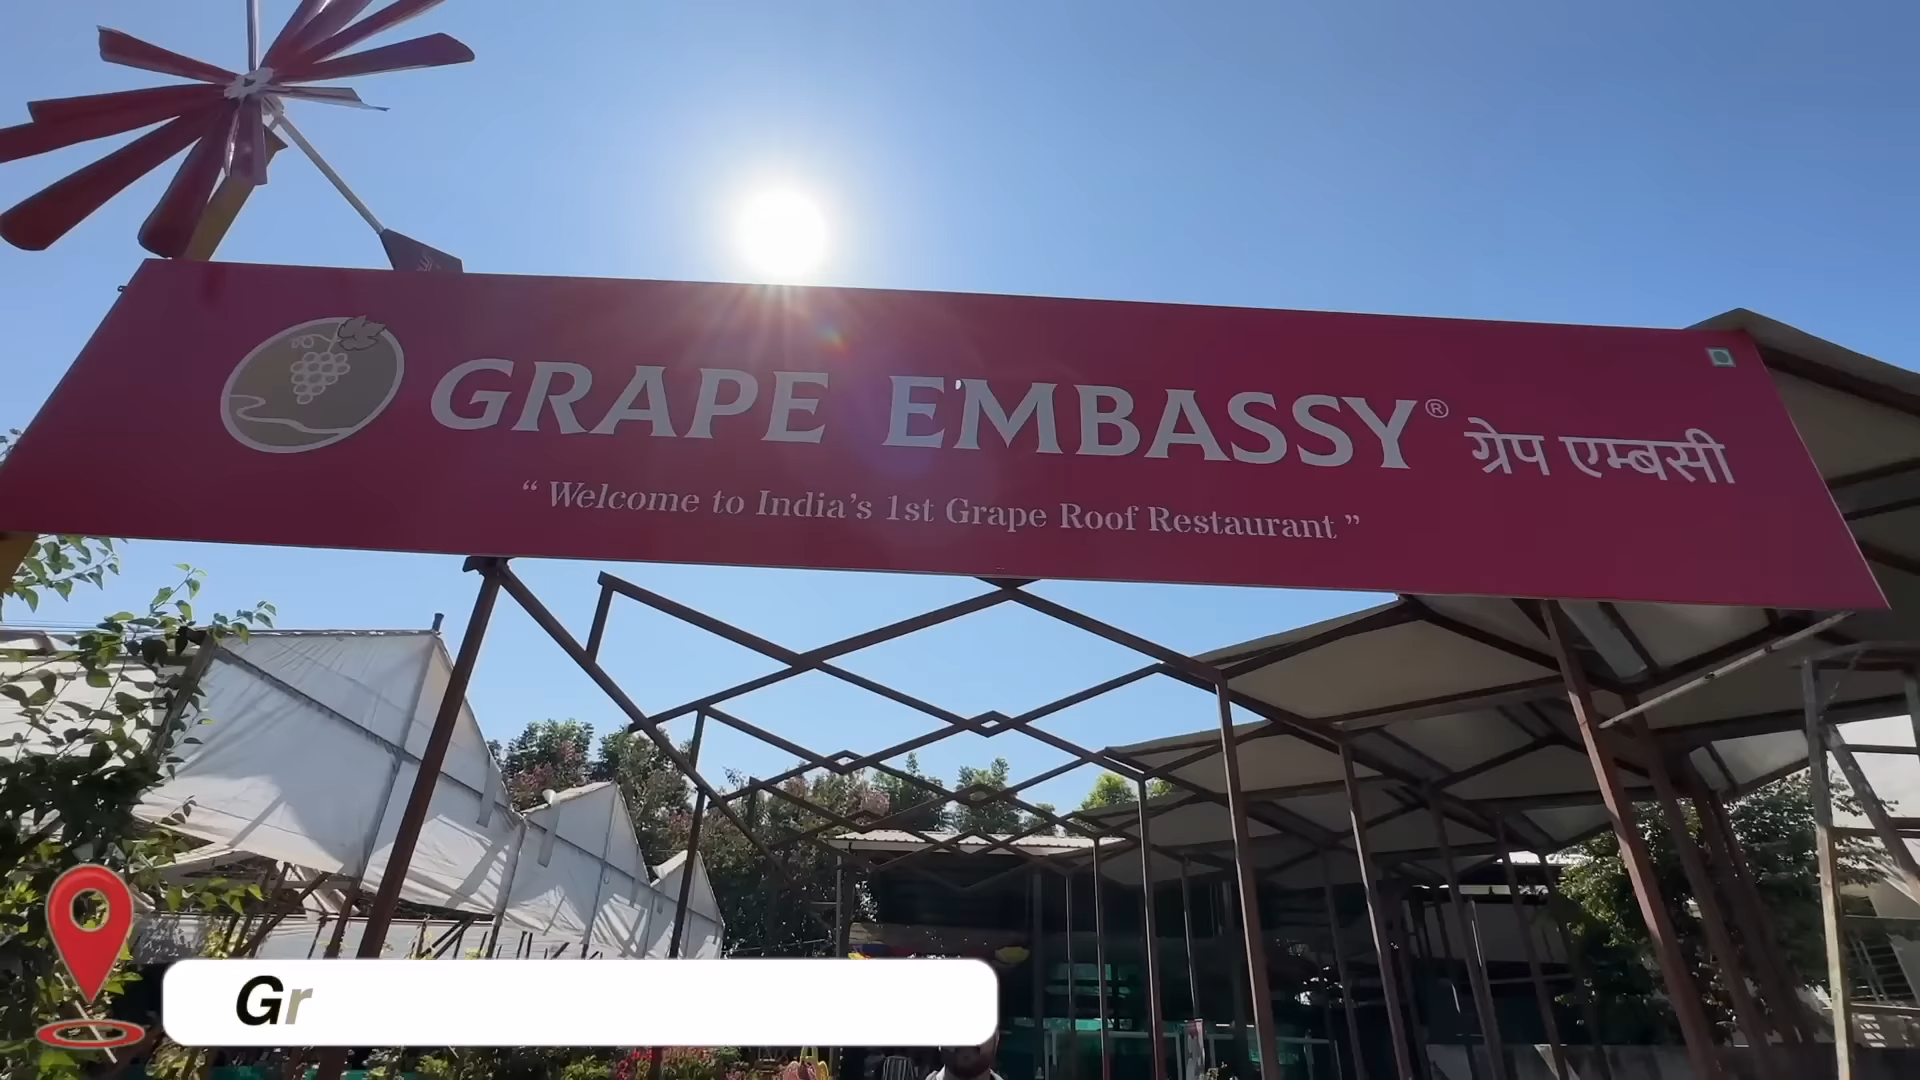 GRAPE EMBASSY® ग्रेप एम्बसी
“ Welcome to India’s 1st Grape Roof Restaurant ”
Gr